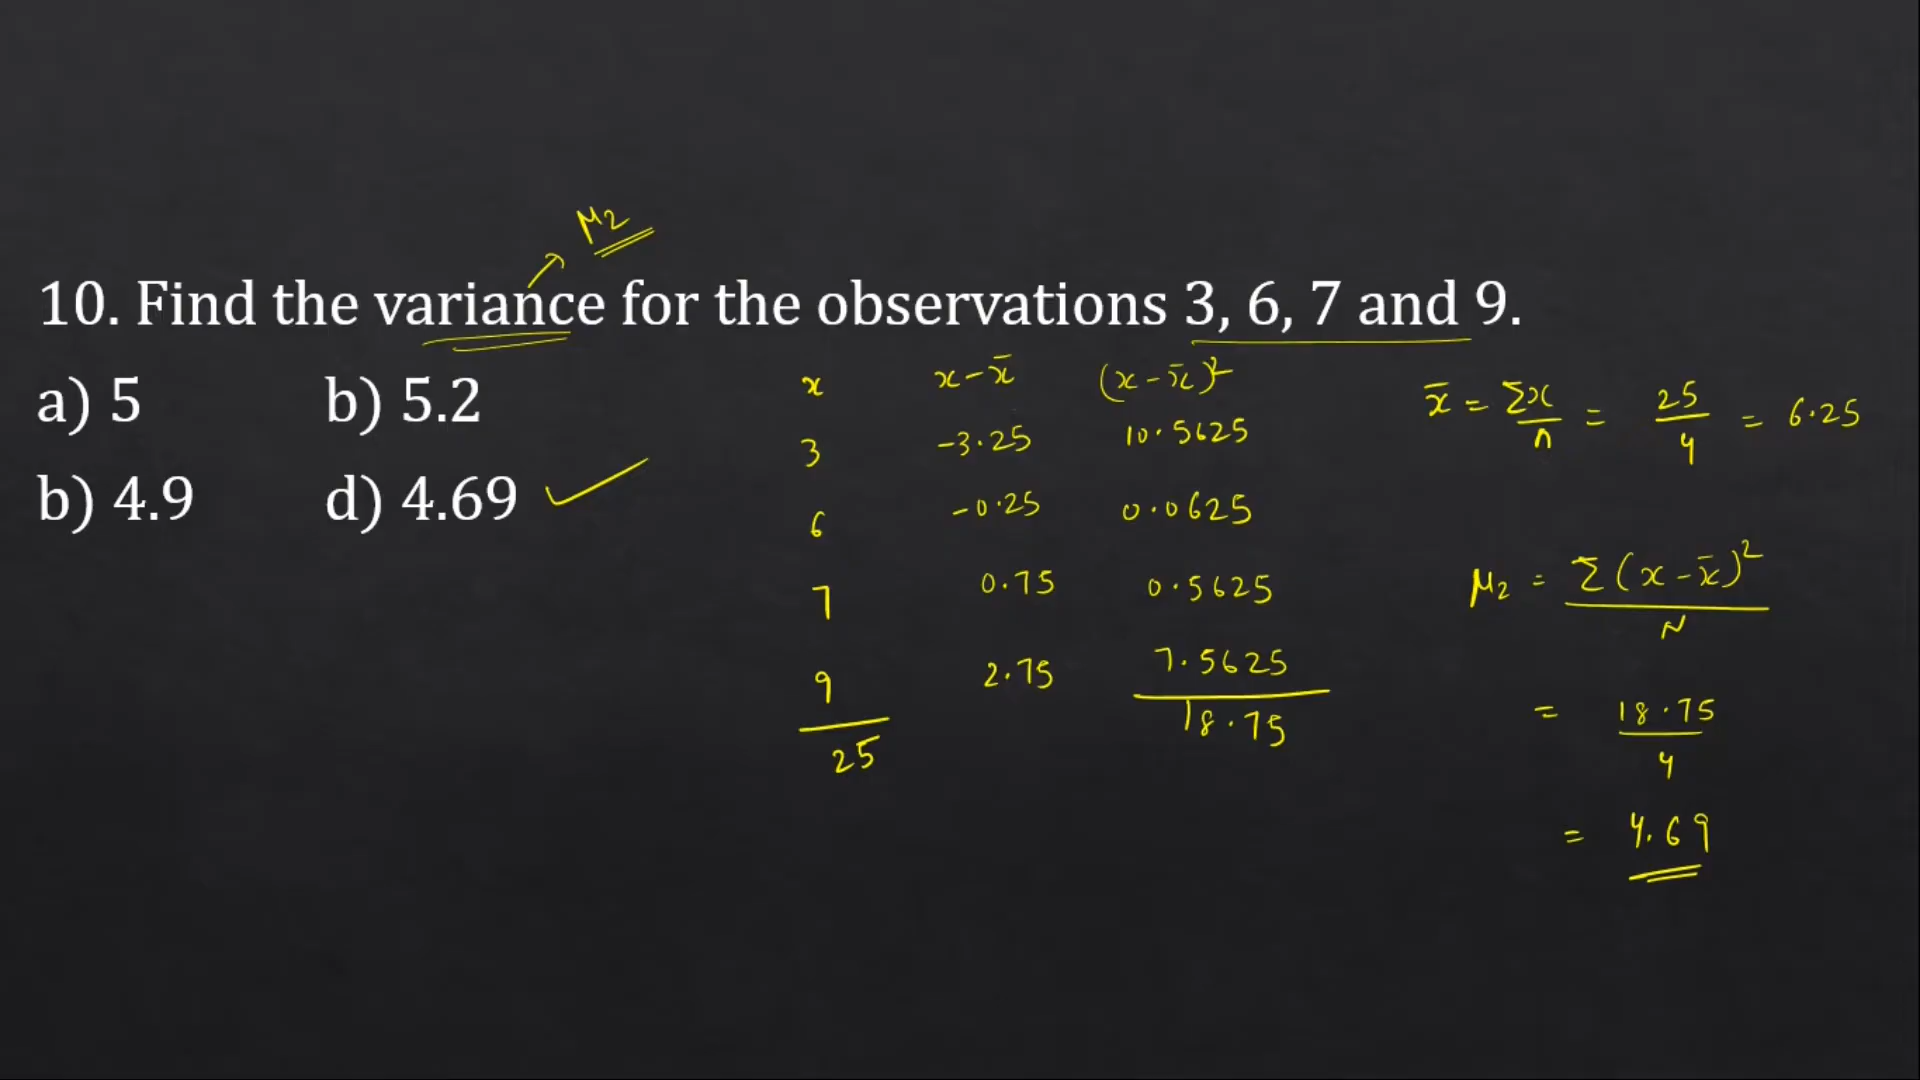 μ2
10. Find the variance for the observations 3, 6, 7 and 9.
a) 5 b) 5.2
b) 4.9 d) 4.69
x x-x̄ (x-x̄)²
3 -3.25 10.5625
6 -0.25 0.0625
7 0.75 0.5625
9 2.75 7.5625
25 18.75
x̄ = Σx/n = 25/4 = 6.25
μ2 = Σ(x-x̄)²/N
= 18.75/4
= 4.69